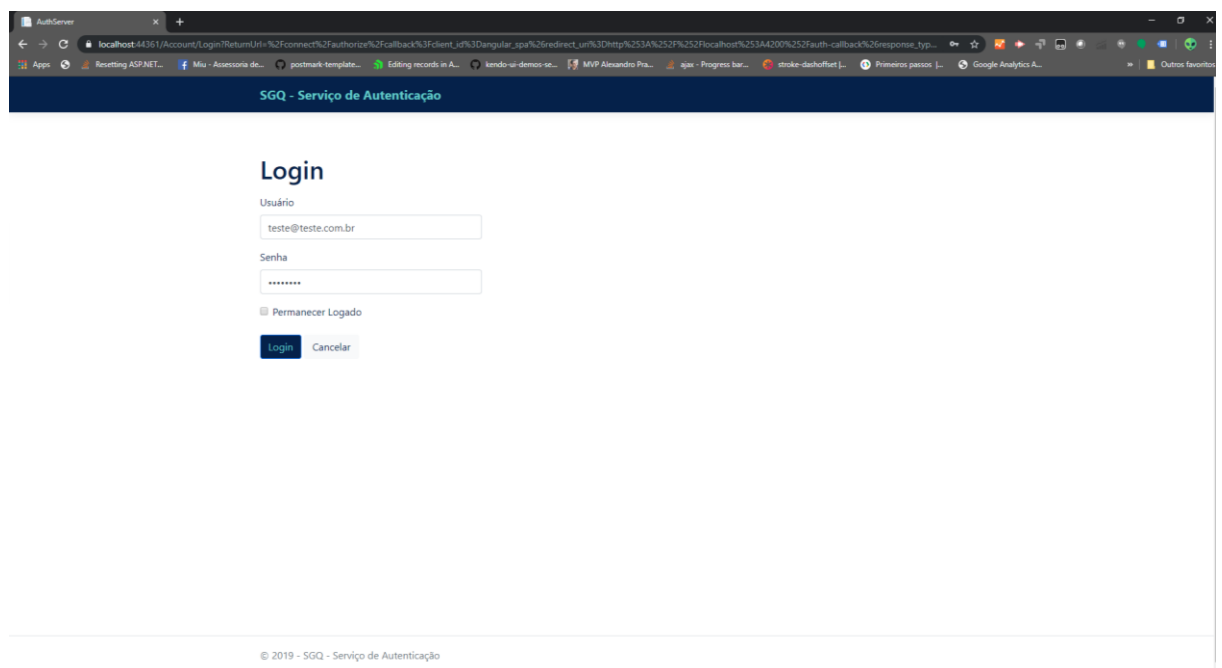 AuthServer
localhost:44361/Account/Login?ReturnUrl=%2Fconnect%2Fauthorize%2Fcallback%3Fclient_id%3Dangular_spa%26redirect_uri%3Dhttp%253A%252F%252Flocalhost%253A4200%252Fauth-callback%26response_typ...
Apps Resetting ASP.NET... Miu - Assessoria de... postmark-template... Editing records in A... kendo-ui-demos-se... MVP Alexandro Pra... ajax - Progress bar... stroke-dashoffset |... Primeiros passos |... Google Analytics A... » Outros favoritos
SGQ - Serviço de Autenticação
Login
Usuário
teste@teste.com.br
Senha
••••••••
Permanecer Logado
Login Cancelar
© 2019 - SGQ - Serviço de Autenticação